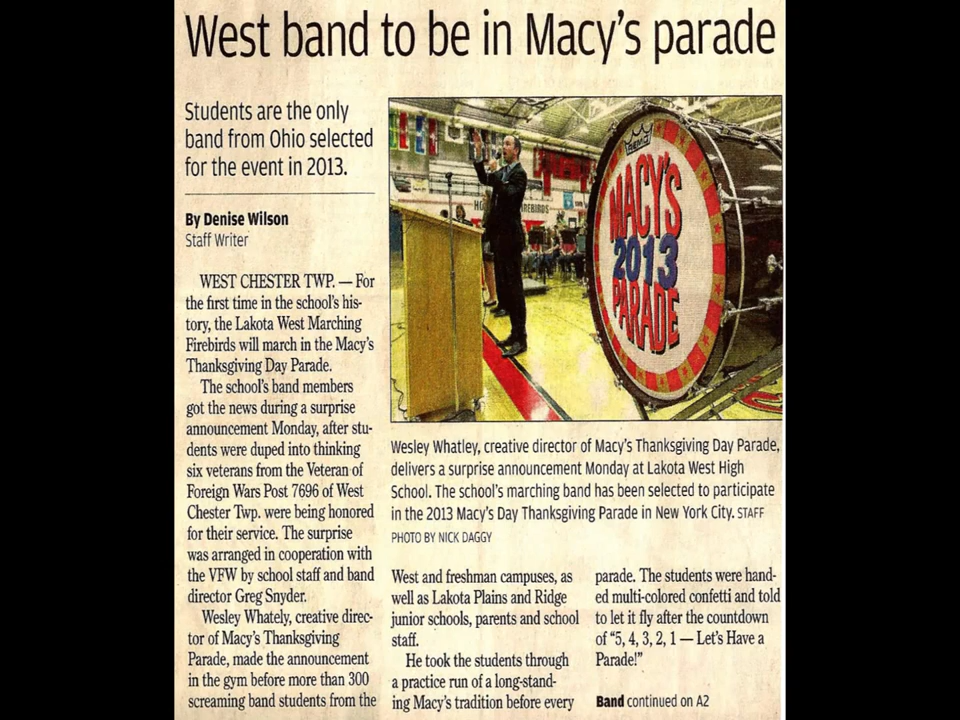 West band to be in Macy's parade
Students are the only
band from Ohio selected
for the event in 2013.
By Denise Wilson
Staff Writer
WEST CHESTER TWP. — For
the first time in the school's his-
tory, the Lakota West Marching
Firebirds will march in the Macy's
Thanksgiving Day Parade.
The school's band members
got the news during a surprise
announcement Monday, after stu-
dents were duped into thinking
six veterans from the Veteran of
Foreign Wars Post 7696 of West
Chester Twp. were being honored
for their service. The surprise
was arranged in cooperation with
the VFW by school staff and band
director Greg Snyder.
Wesley Whately, creative direc-
tor of Macy's Thanksgiving
Parade, made the announcement
in the gym before more than 300
screaming band students from the
MACY'S
2013
PARADE
Wesley Whatley, creative director of Macy's Thanksgiving Day Parade,
delivers a surprise announcement Monday at Lakota West High
School. The school's marching band has been selected to participate
in the 2013 Macy's Day Thanksgiving Parade in New York City. STAFF
PHOTO BY NICK DAGGY
West and freshman campuses, as
well as Lakota Plains and Ridge
junior schools, parents and school
staff.
He took the students through
a practice run of a long-stand-
ing Macy's tradition before every
parade. The students were hand-
ed multi-colored confetti and told
to let it fly after the countdown
of "5, 4, 3, 2, 1 — Let's Have a
Parade!"
Band continued on A2